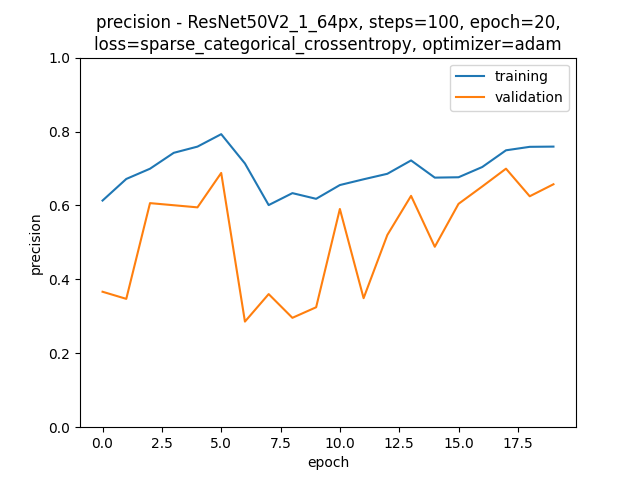 precision - ResNet50V2_1_64px, steps=100, epoch=20,
loss=sparse_categorical_crossentropy, optimizer=adam
1.0
training
validation
0.8
0.6
precision
0.4
0.2
0.0
0.0 2.5 5.0 7.5 10.0 12.5 15.0 17.5
epoch